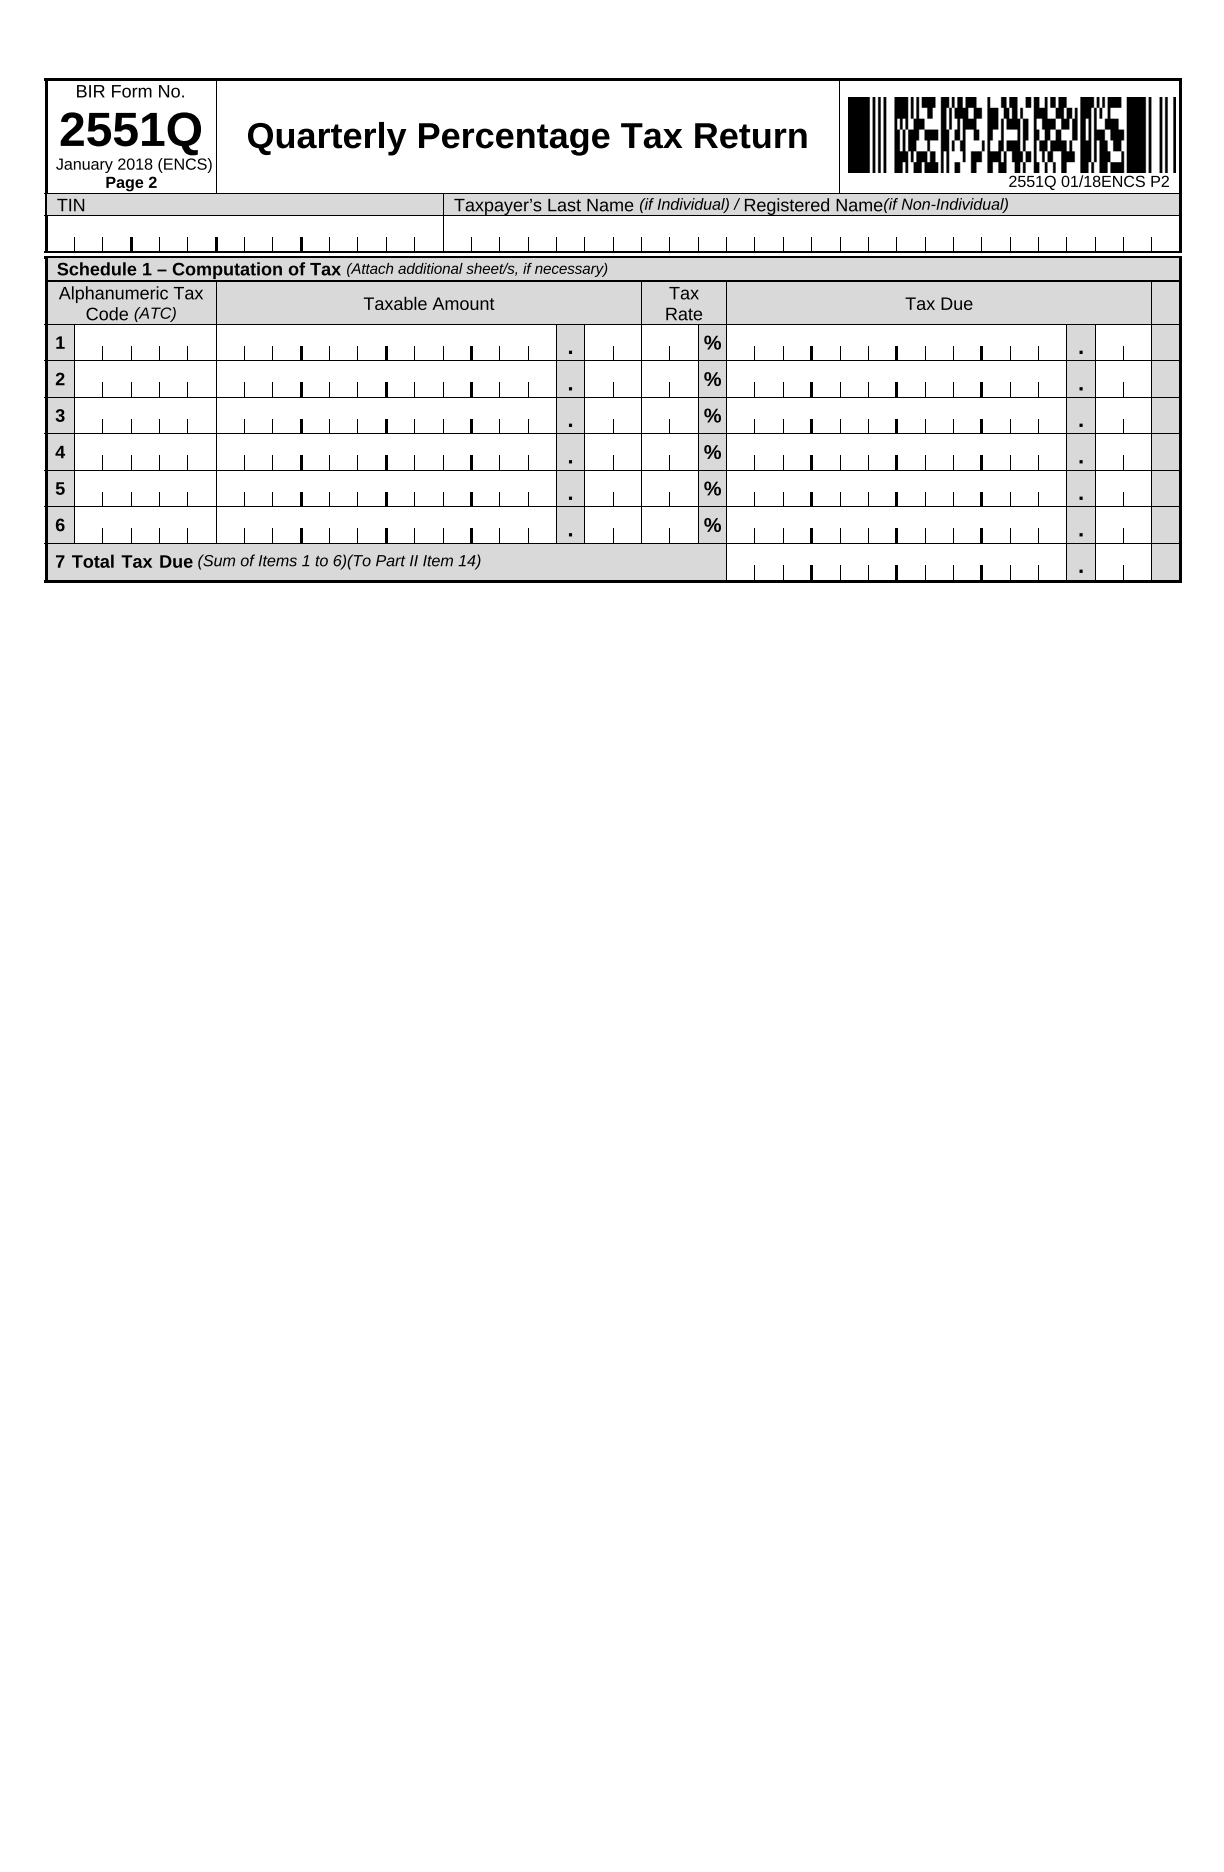 BIR Form No.
2551Q
January 2018 (ENCS)
Page 2
Quarterly Percentage Tax Return
2551Q 01/18ENCS P2
TIN
Taxpayer’s Last Name (if Individual) / Registered Name(if Non-Individual)
Schedule 1 – Computation of Tax (Attach additional sheet/s, if necessary)
Alphanumeric Tax
Code (ATC)
Taxable Amount
Tax
Rate
Tax Due
1 . % .
2 . % .
3 . % .
4 . % .
5 . % .
6 . % .
7 Total Tax Due (Sum of Items 1 to 6)(To Part II Item 14) .